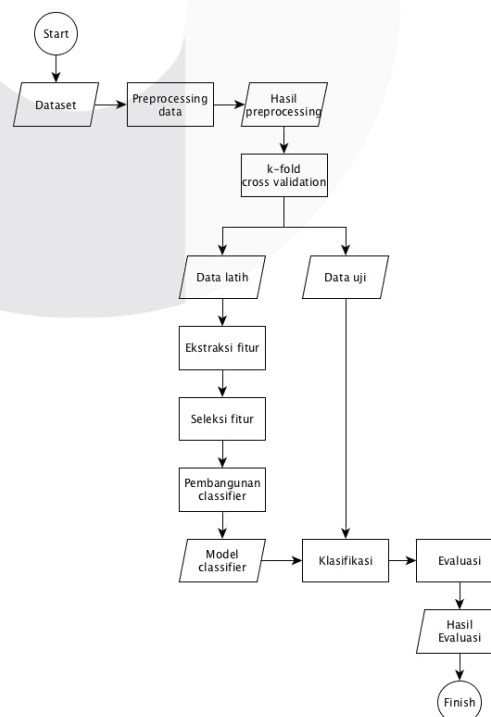 Start
Dataset
Preprocessing
data
Hasil
preprocessing
k-fold
cross validation
Data latih
Data uji
Ekstraksi fitur
Seleksi fitur
Pembangunan
classifier
Model
classifier
Klasifikasi
Evaluasi
Hasil
Evaluasi
Finish